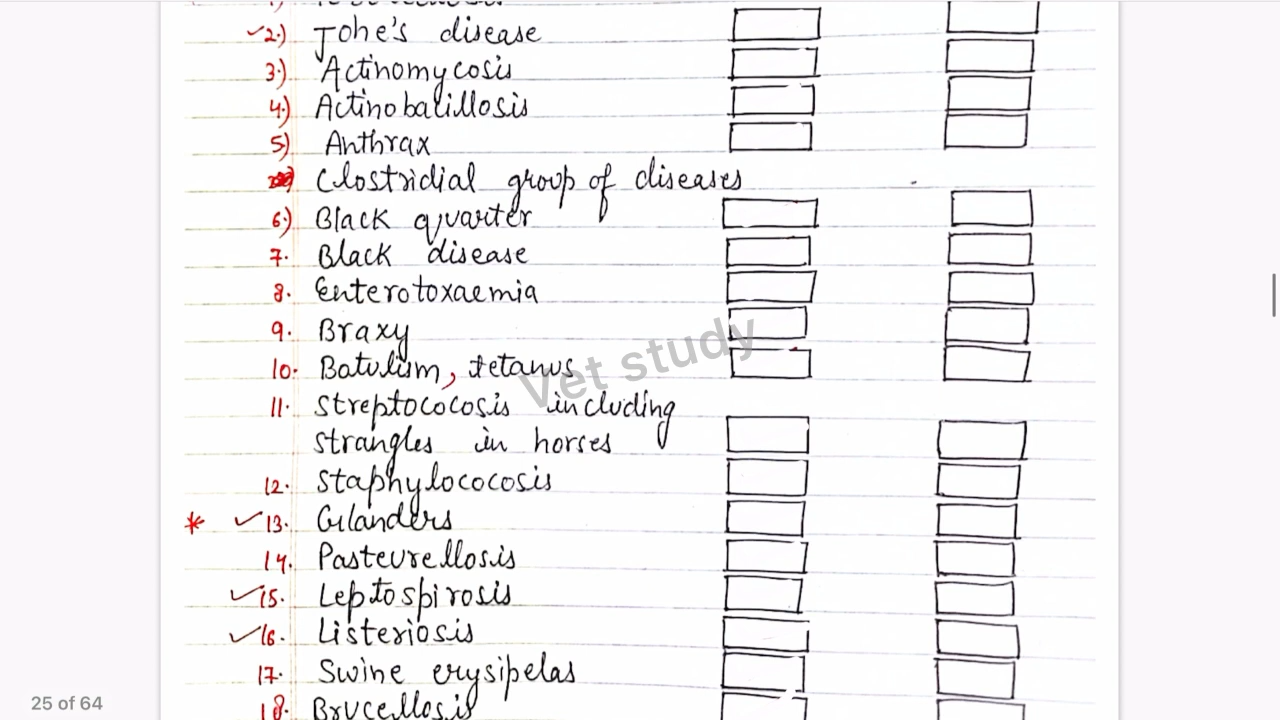 2.) Johe's disease
3.) Actinomycosis
4.) Actinobacillosis
5) Anthrax
Clostridial group of diseases
6.) Black quarter
7. Black disease
8. Enterotoxaemia
9. Braxy
10. Batulism, tetanus
11. Streptococosis including
strangles in horses
12. Staphylococosis
* 13. Glanders
14. Pasteurellosis
15. Leptospirosis
16. Listeriosis
17. Swine erysipelas
18. Brucellosis
Vet study
25 of 64